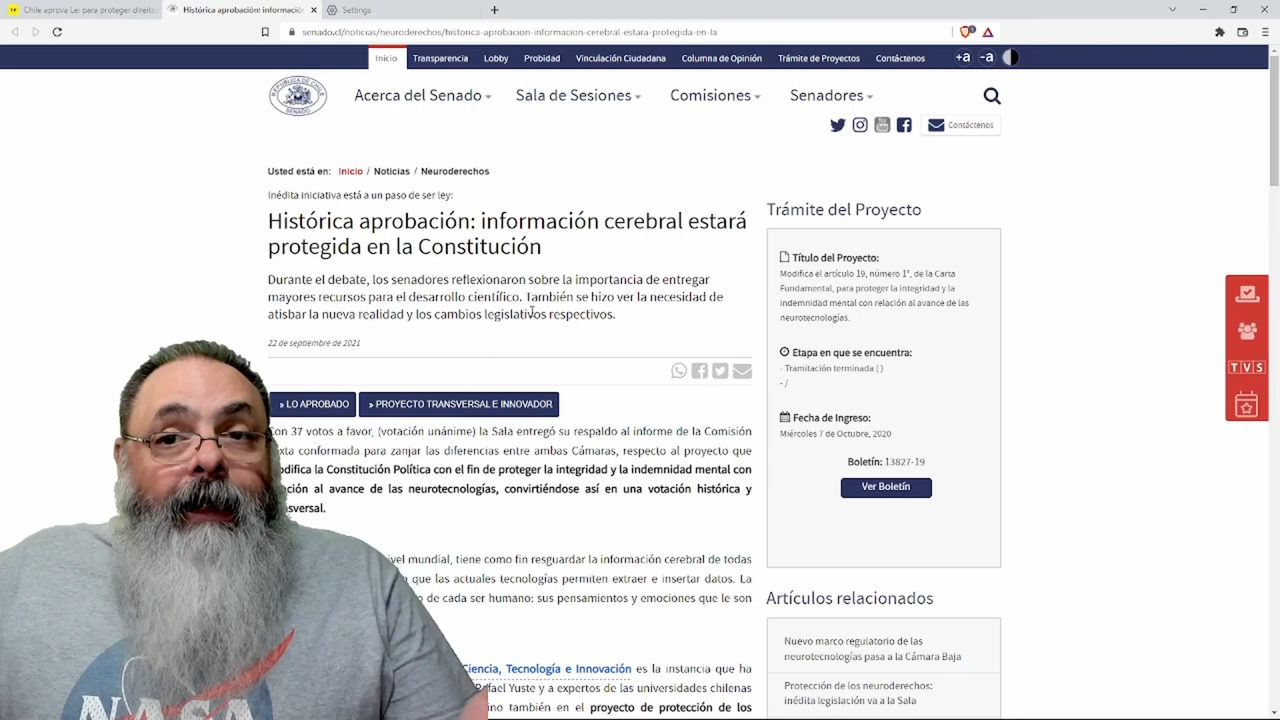 Chile aprova Lei para proteger direito
Histórica aprobación: informació
Settings
senado.cl/noticias/neuroderechos/historica-aprobacion-informacion-cerebral-estara-protegida-en-la
Inicio Transparencia Lobby Probidad Vinculación Ciudadana Columna de Opinión Trámite de Proyectos Contáctenos +a -a
REPUBLICA DE CHILE
SENADO
Acerca del Senado Sala de Sesiones Comisiones Senadores
Contáctenos
Usted está en: Inicio / Noticias / Neuroderechos
Inédita iniciativa está a un paso de ser ley:
Histórica aprobación: información cerebral estará
protegida en la Constitución
Durante el debate, los senadores reflexionaron sobre la importancia de entregar
mayores recursos para el desarrollo científico. También se hizo ver la necesidad de
atisbar la nueva realidad y los cambios legislativos respectivos.
22 de septiembre de 2021
» LO APROBADO » PROYECTO TRANSVERSAL E INNOVADOR
Con 37 votos a favor, (votación unánime) la Sala entregó su respaldo al informe de la Comisión
xta conformada para zanjar las diferencias entre ambas Cámaras, respecto al proyecto que
odifica la Constitución Política con el fin de proteger la integridad y la indemnidad mental con
ción al avance de las neurotecnologías, convirtiéndose así en una votación histórica y
nsversal.
ivel mundial, tiene como fin resguardar la información cerebral de todas
que las actuales tecnologías permiten extraer e insertar datos. La
o de cada ser humano: sus pensamientos y emociones que le son
Ciencia, Tecnología e Innovación es la instancia que ha
Rafael Yuste y a expertos de las universidades chilenas
ino también en el proyecto de protección de los
Trámite del Proyecto
Título del Proyecto:
Modifica el artículo 19, número 1°, de la Carta
Fundamental, para proteger la integridad y la
indemnidad mental con relación al avance de las
neurotecnologías.
Etapa en que se encuentra:
- Tramitación terminada ( )
- /
Fecha de Ingreso:
Miércoles 7 de Octubre, 2020
Boletín: 13827-19
Ver Boletín
Artículos relacionados
Nuevo marco regulatorio de las
neurotecnologías pasa a la Cámara Baja
Protección de los neuroderechos:
inédita legislación va a la Sala
TVS